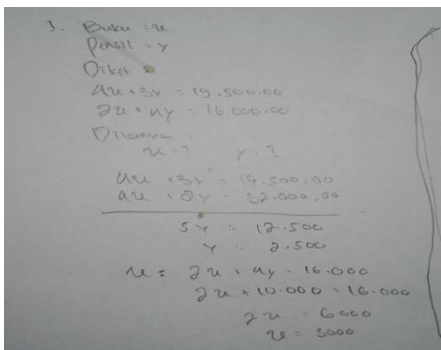 3. Buku = x
Pensil = y
Diket =
4x + 3y = 19.500.00
2x + 4y = 16.000.00
Ditanya :
x = ? y = ?
4x + 3y = 19.500.00
4x + 8y = 32.000.00
5y = 12.500
y = 2.500
x = 2x + 4y = 16.000
2x + 10.000 = 16.000
2x = 6000
x = 3000